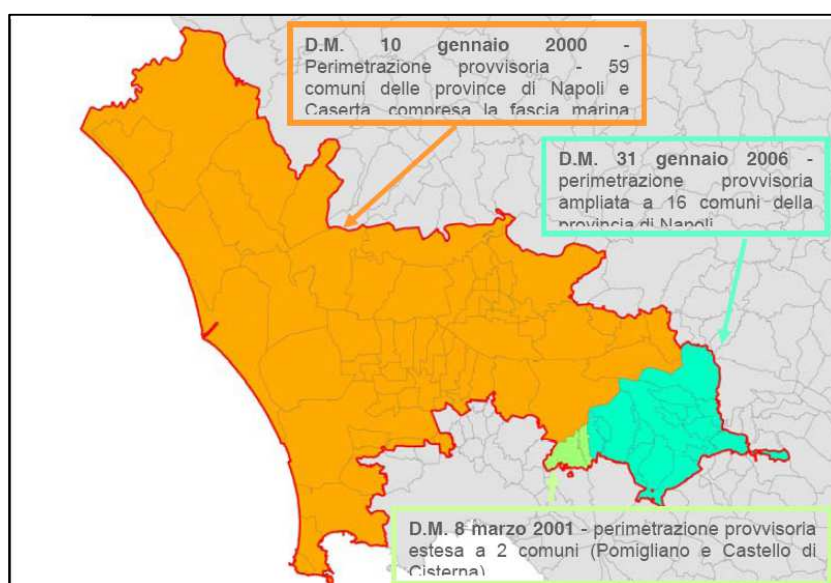 D.M. 10 gennaio 2000 -
Perimetrazione provvisoria - 59
comuni delle province di Napoli e
Caserta compresa la fascia marina
D.M. 31 gennaio 2006 -
perimetrazione provvisoria
ampliata a 16 comuni della
provincia di Napoli
D.M. 8 marzo 2001 - perimetrazione provvisoria
estesa a 2 comuni (Pomigliano e Castello di
Cisterna)